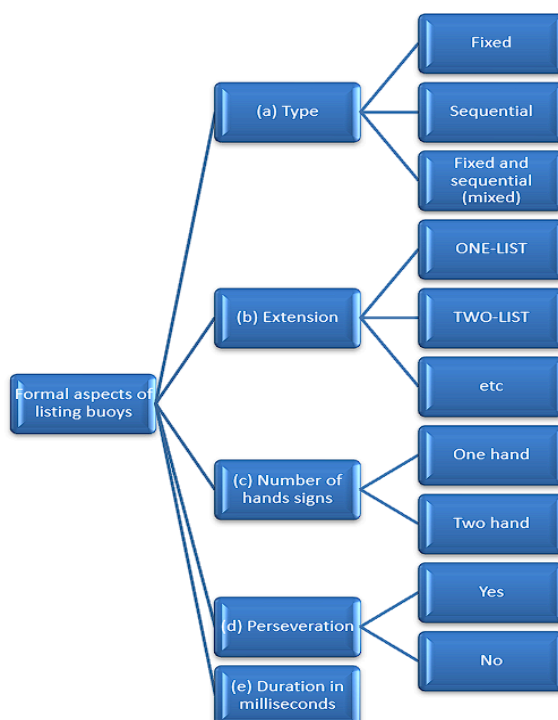 Fixed
(a) Type
Sequential
Fixed and
sequential
(mixed)
ONE-LIST
(b) Extension
TWO-LIST
etc
Formal aspects of
listing buoys
One hand
(c) Number of
hands signs
Two hand
Yes
(d) Perseveration
No
(e) Duration in
milliseconds